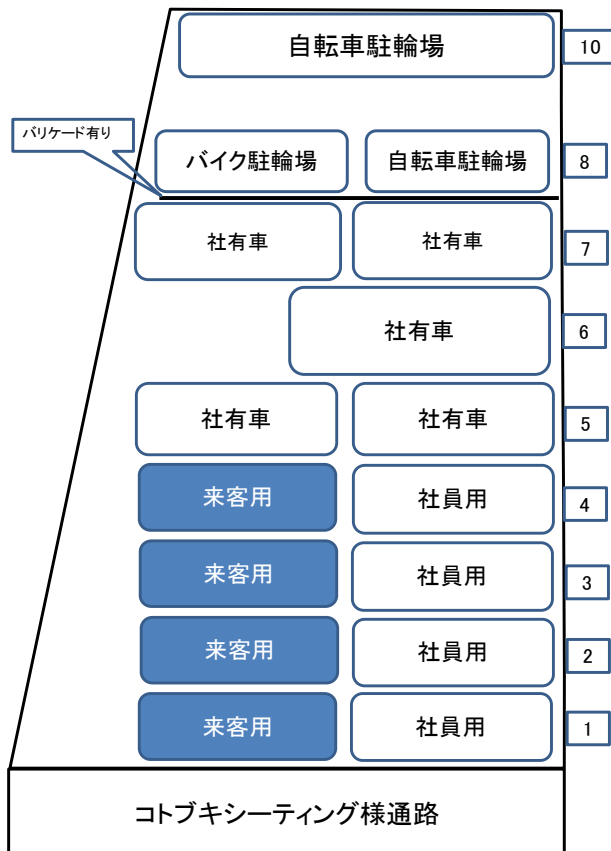 自転車駐輪場
10
バリケード有り
バイク駐輪場
自転車駐輪場
8
社有車
社有車
7
社有車
6
社有車
社有車
5
来客用
社員用
4
来客用
社員用
3
来客用
社員用
2
来客用
社員用
1
コトブキシーティング様通路